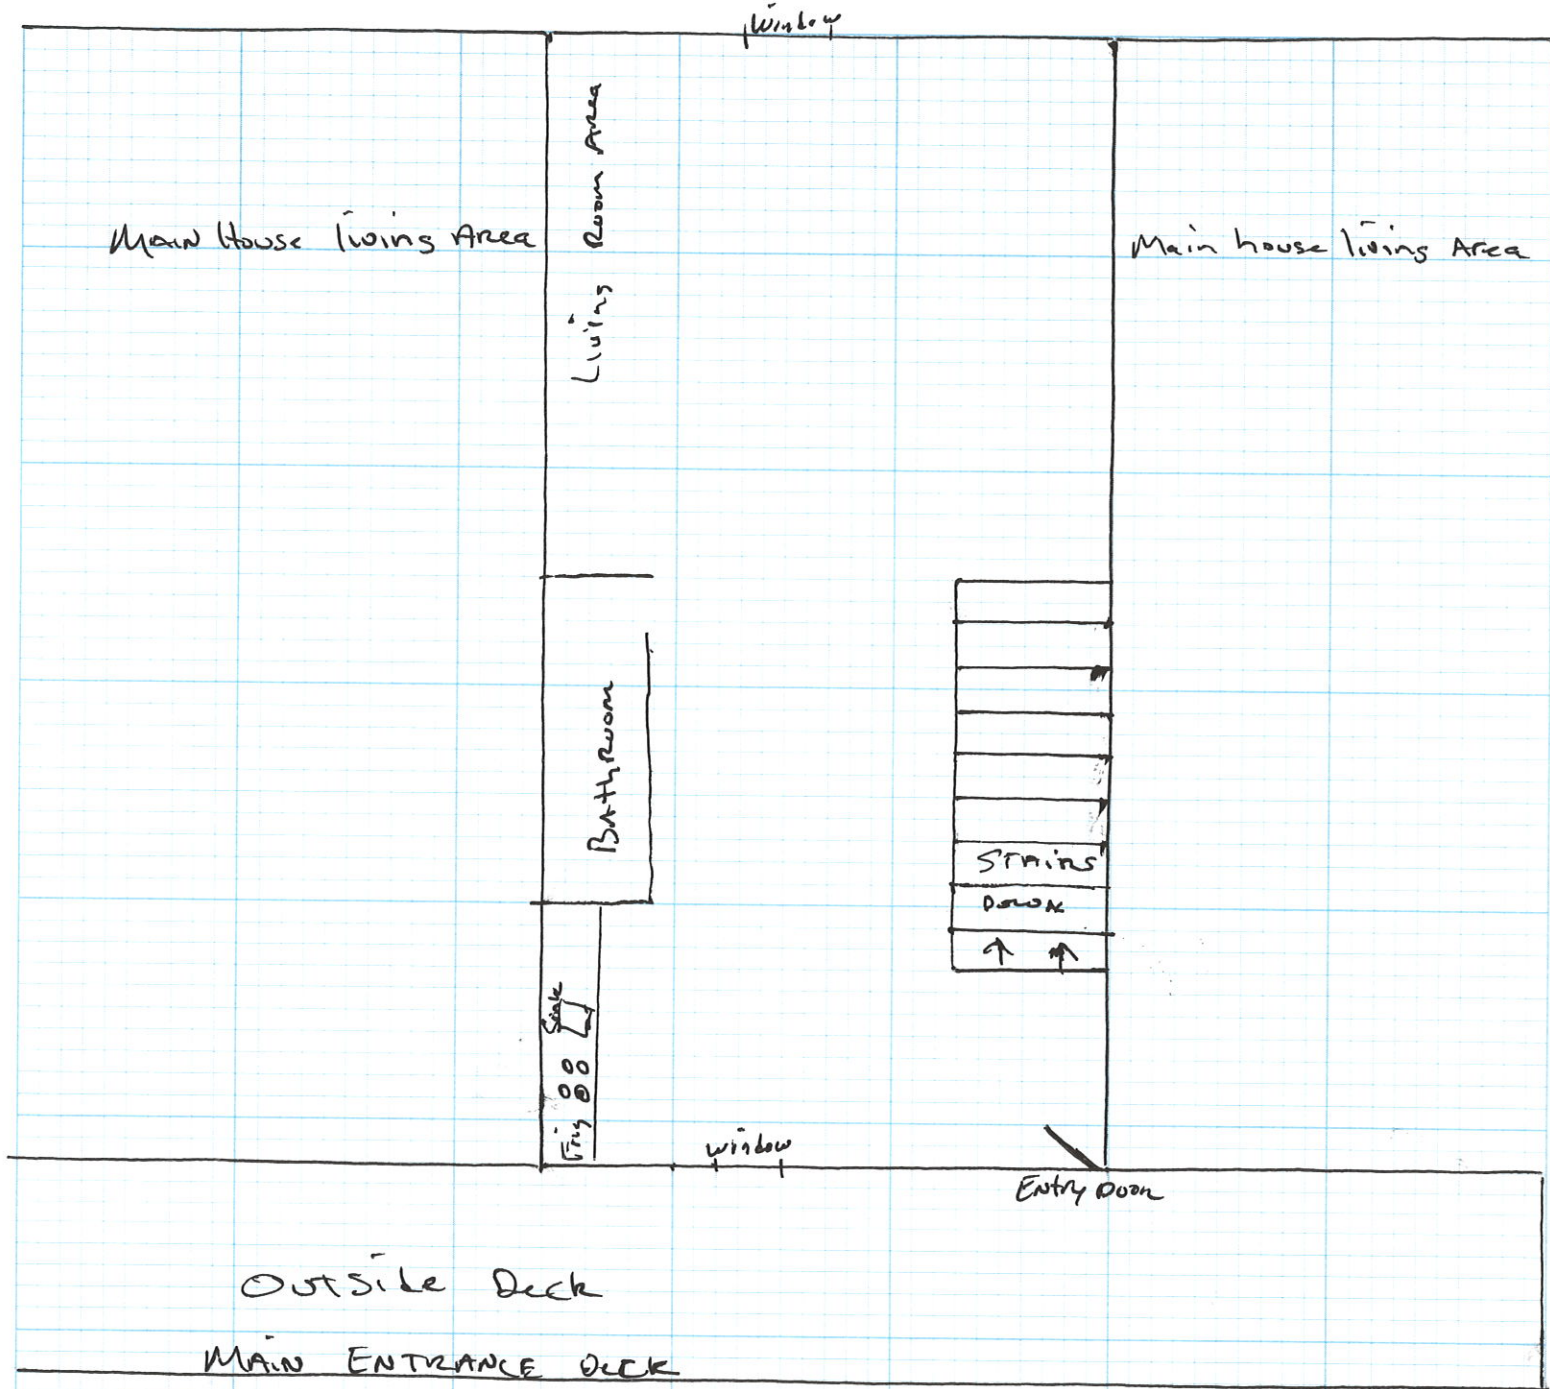 Window
Living Room Area
MAIN House living Area
Main house living Area
BathRoom
STAIRS
DOWN
Sink
Frig
window
Entry Door
OUTSide Deck
MAIN ENTRANCE DECK